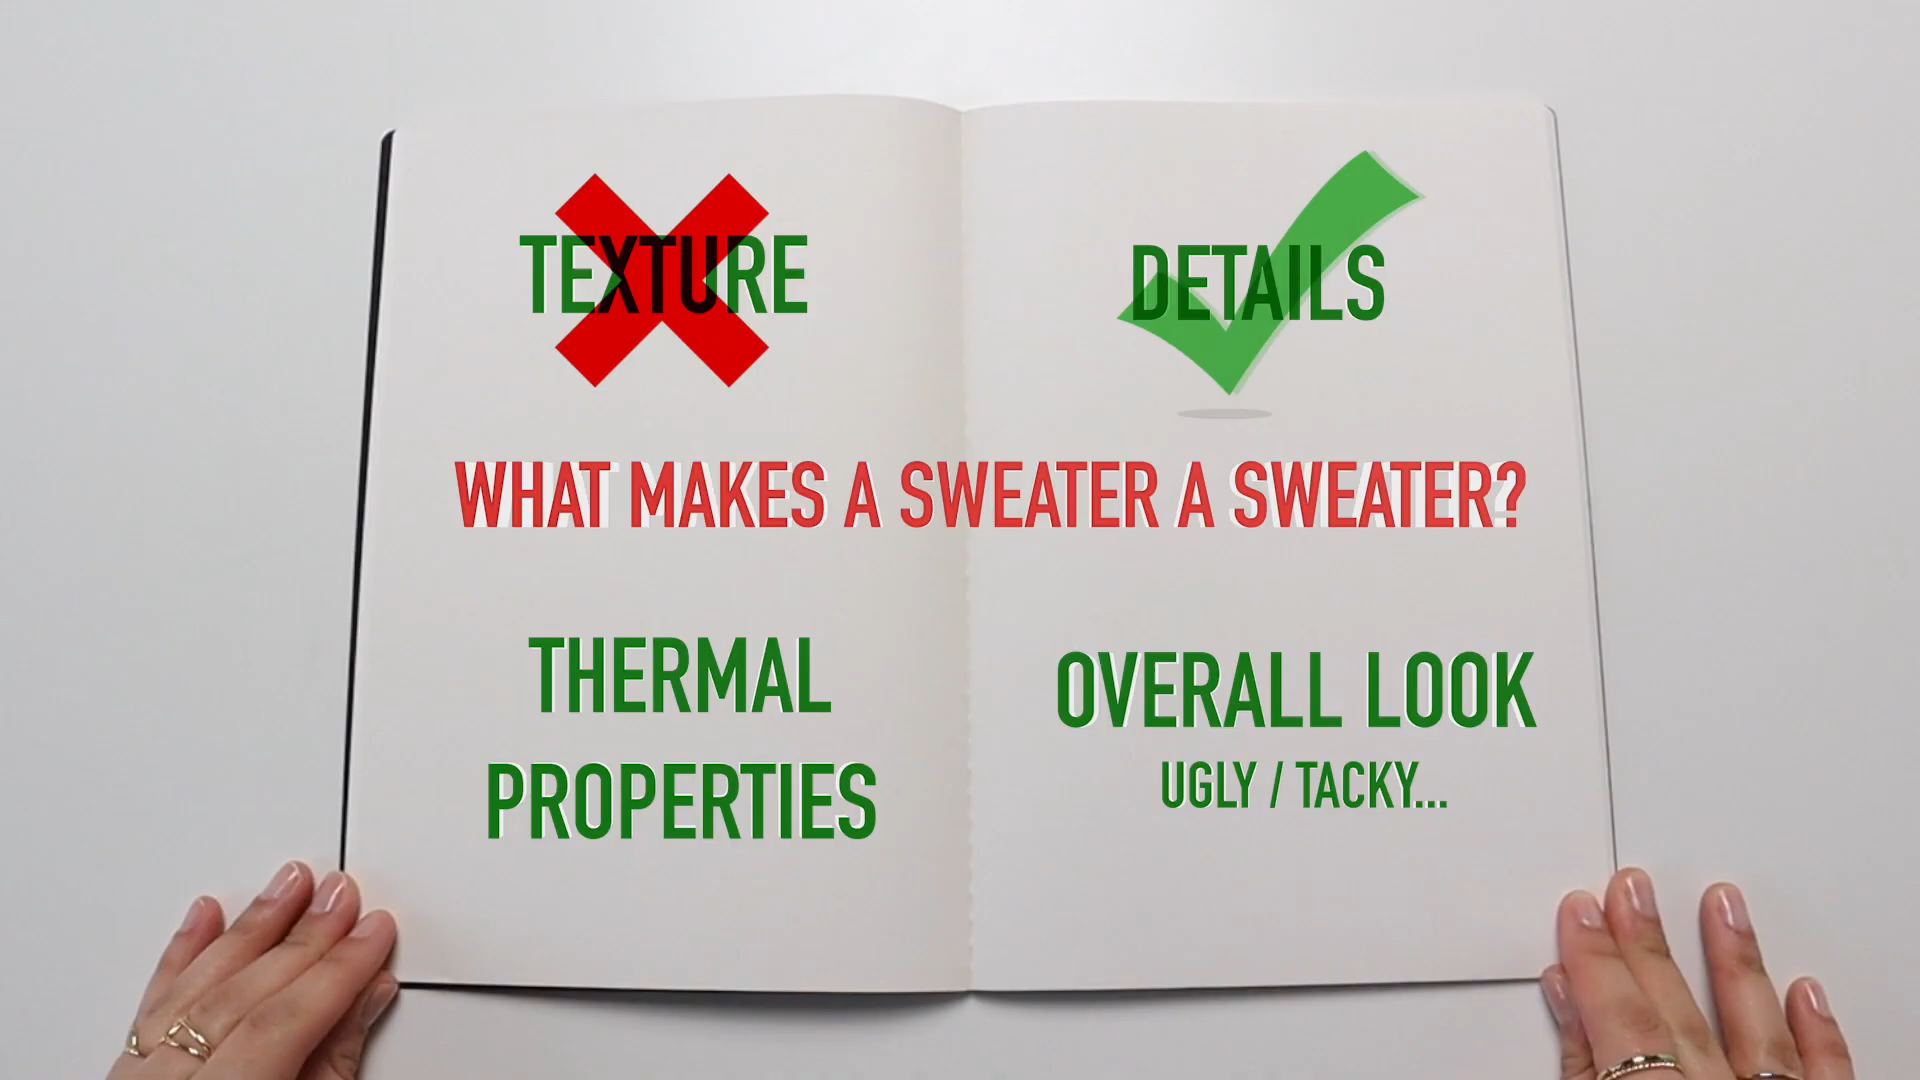 TEXTURE
DETAILS
WHAT MAKES A SWEATER A SWEATER?
THERMAL
PROPERTIES
OVERALL LOOK
UGLY / TACKY...